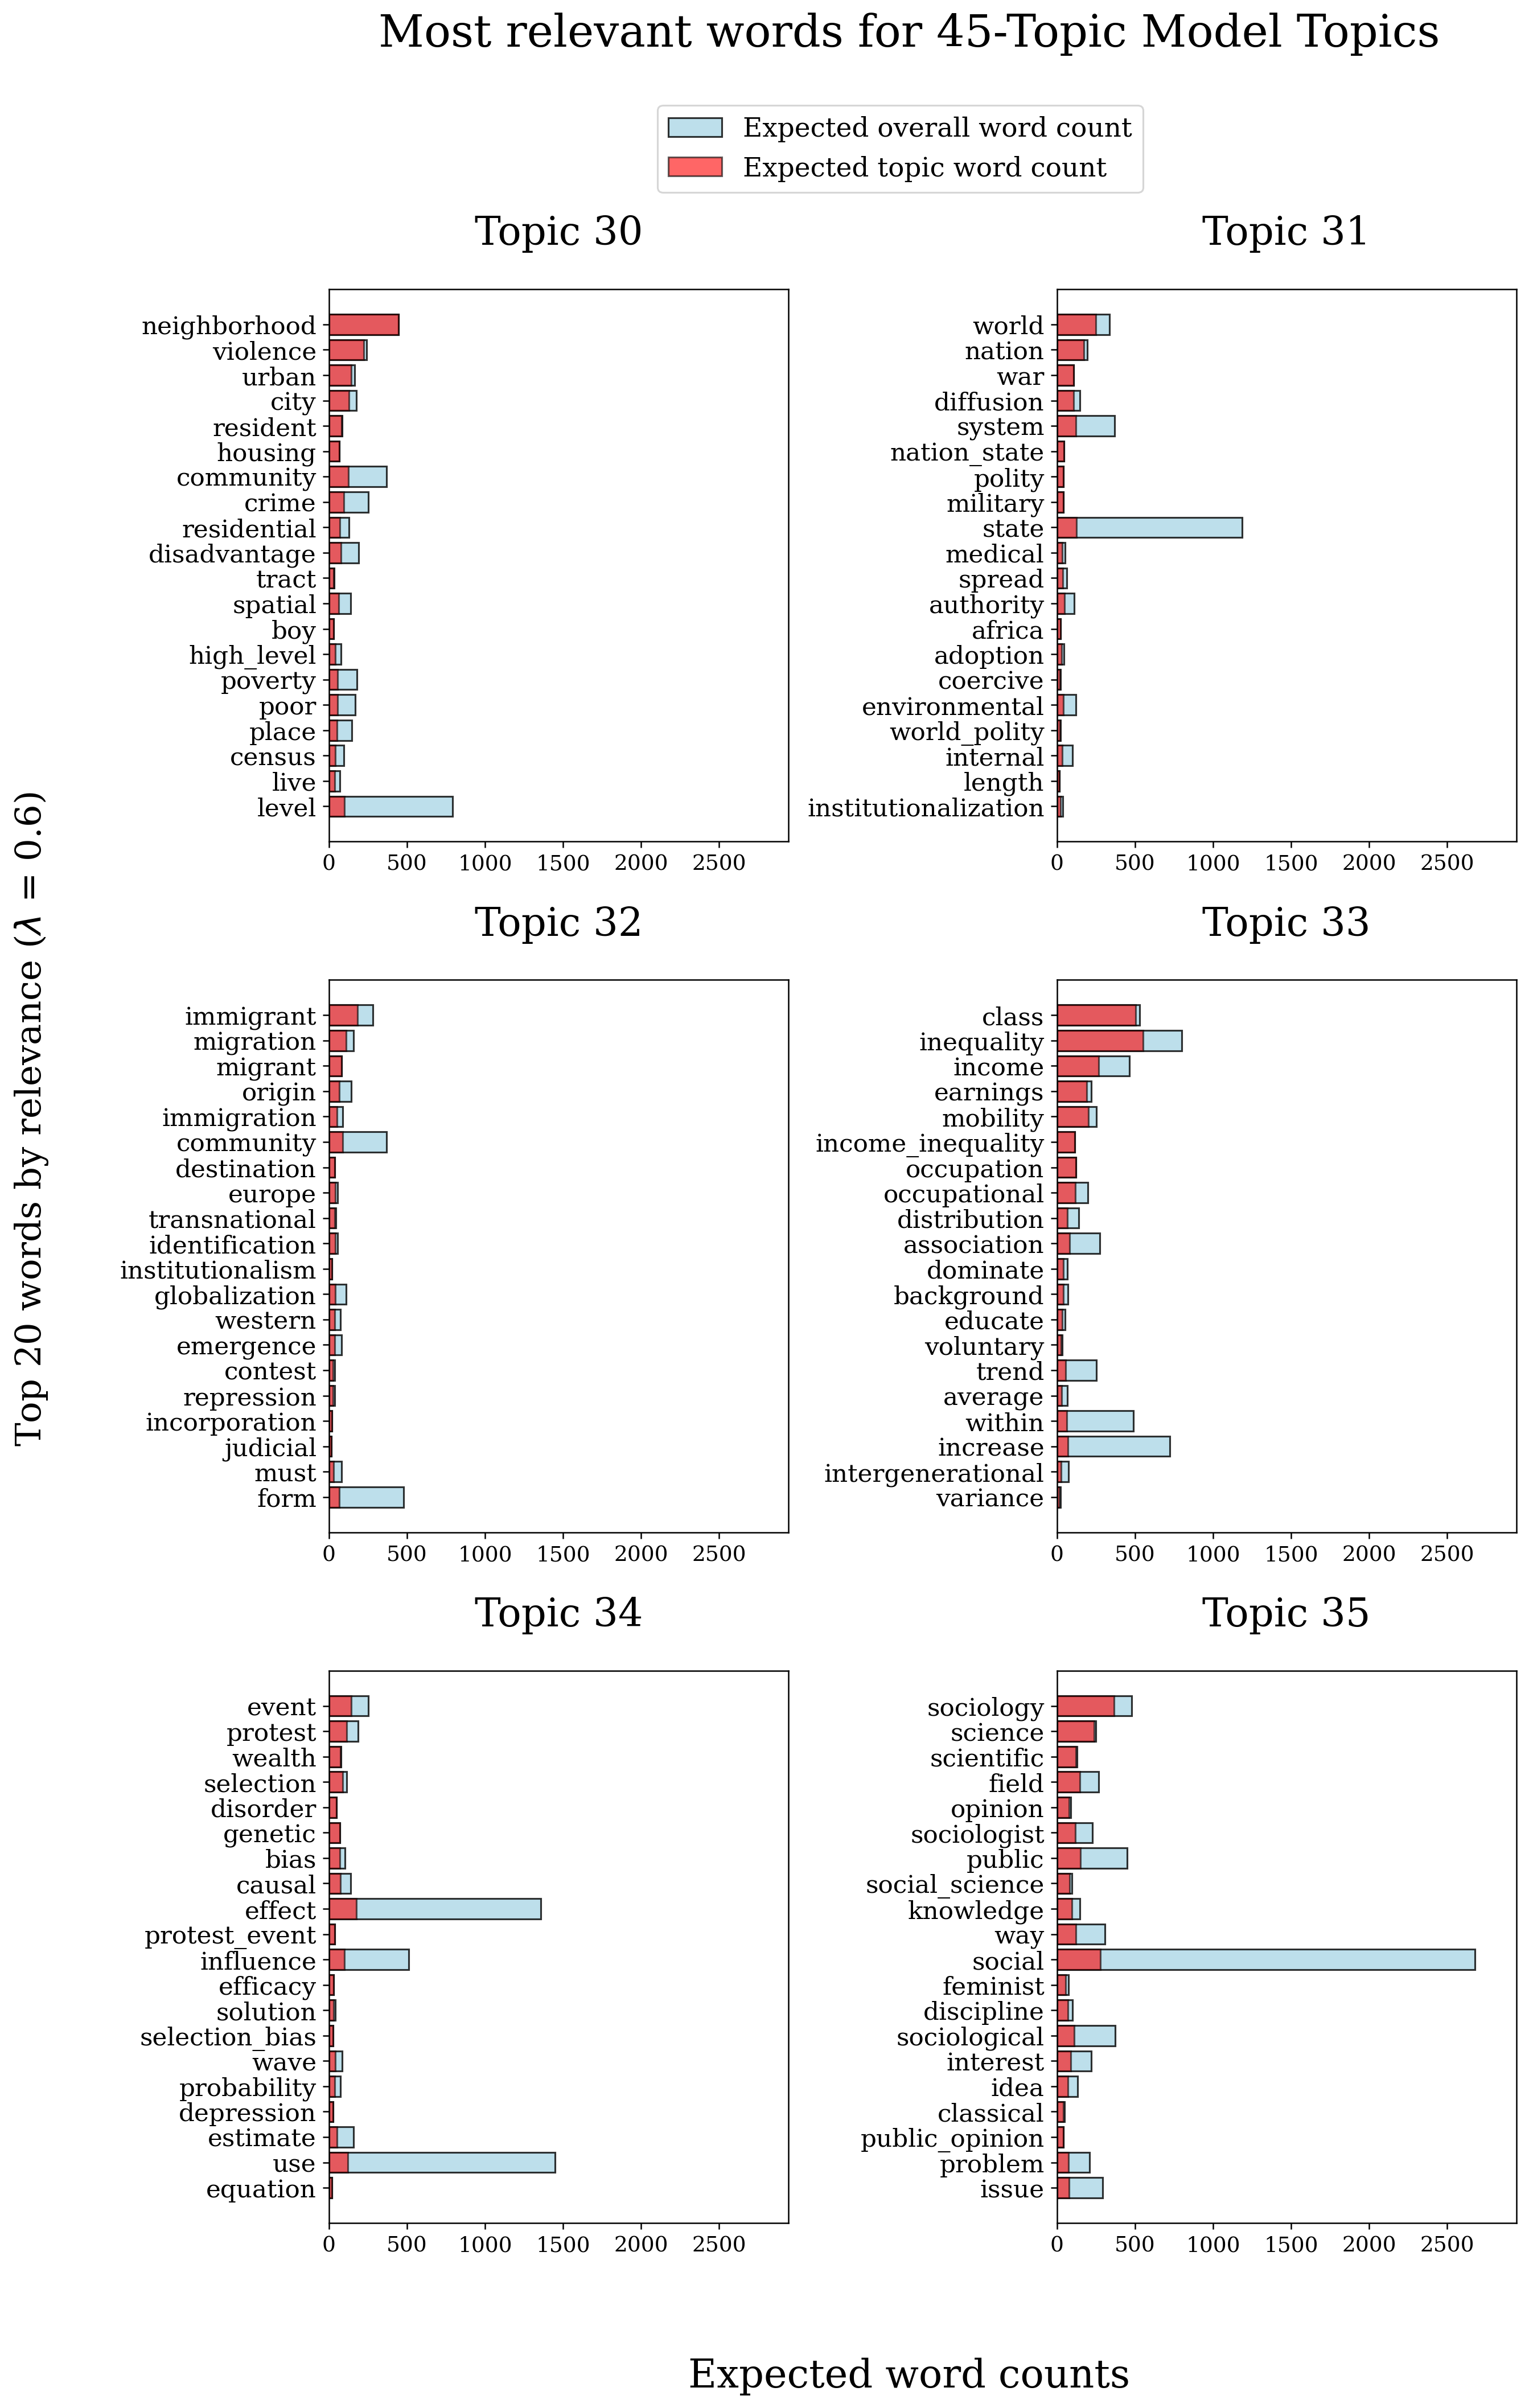 Most relevant words for 45-Topic Model Topics
Expected overall word count
Expected topic word count
Top 20 words by relevance (λ = 0.6)
Topic 30
neighborhood
violence
urban
city
resident
housing
community
crime
residential
disadvantage
tract
spatial
boy
high_level
poverty
poor
place
census
live
level
0 500 1000 1500 2000 2500
Topic 31
world
nation
war
diffusion
system
nation_state
polity
military
state
medical
spread
authority
africa
adoption
coercive
environmental
world_polity
internal
length
institutionalization
0 500 1000 1500 2000 2500
Topic 32
immigrant
migration
migrant
origin
immigration
community
destination
europe
transnational
identification
institutionalism
globalization
western
emergence
contest
repression
incorporation
judicial
must
form
0 500 1000 1500 2000 2500
Topic 33
class
inequality
income
earnings
mobility
income_inequality
occupation
occupational
distribution
association
dominate
background
educate
voluntary
trend
average
within
increase
intergenerational
variance
0 500 1000 1500 2000 2500
Topic 34
event
protest
wealth
selection
disorder
genetic
bias
causal
effect
protest_event
influence
efficacy
solution
selection_bias
wave
probability
depression
estimate
use
equation
0 500 1000 1500 2000 2500
Topic 35
sociology
science
scientific
field
opinion
sociologist
public
social_science
knowledge
way
social
feminist
discipline
sociological
interest
idea
classical
public_opinion
problem
issue
0 500 1000 1500 2000 2500
Expected word counts